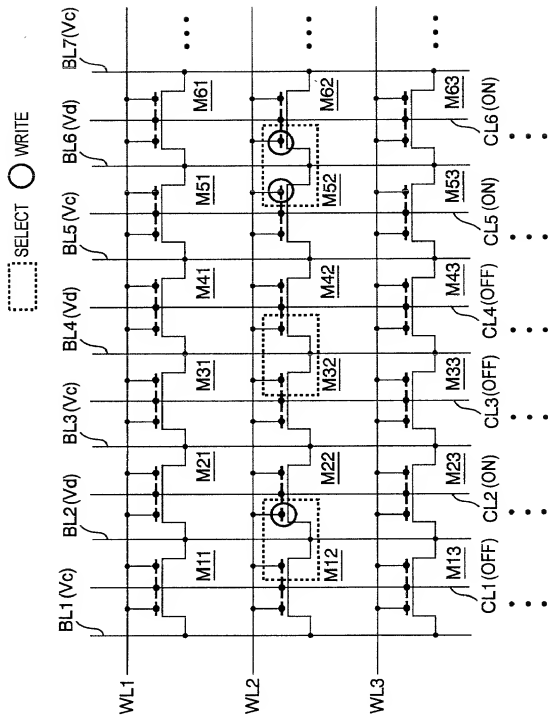 SELECT WRITE
BL1(Vc) BL2(Vd) BL3(Vc) BL4(Vd) BL5(Vc) BL6(Vd) BL7(Vc)
WL1
M11 M21 M31 M41 M51 M61
WL2
M12 M22 M32 M42 M52 M62
WL3
M13 M23 M33 M43 M53 M63
CL1(OFF) CL2(ON) CL3(OFF) CL4(OFF) CL5(ON) CL6(ON)